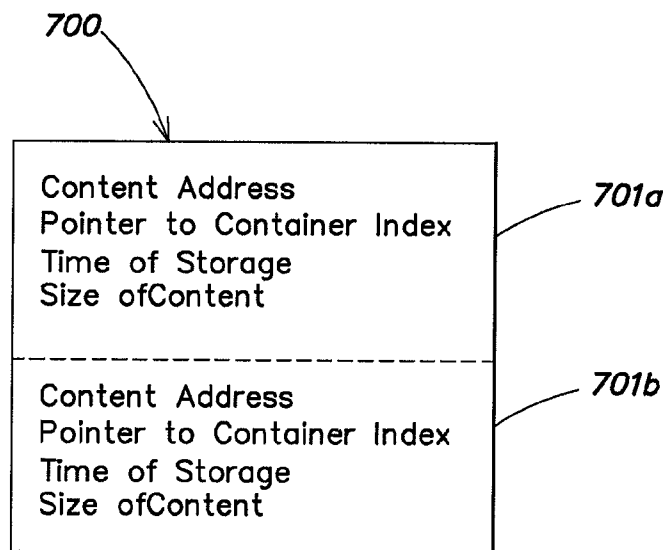 700
Content Address
Pointer to Container Index
Time of Storage
Size ofContent
701a
Content Address
Pointer to Container Index
Time of Storage
Size ofContent
701b